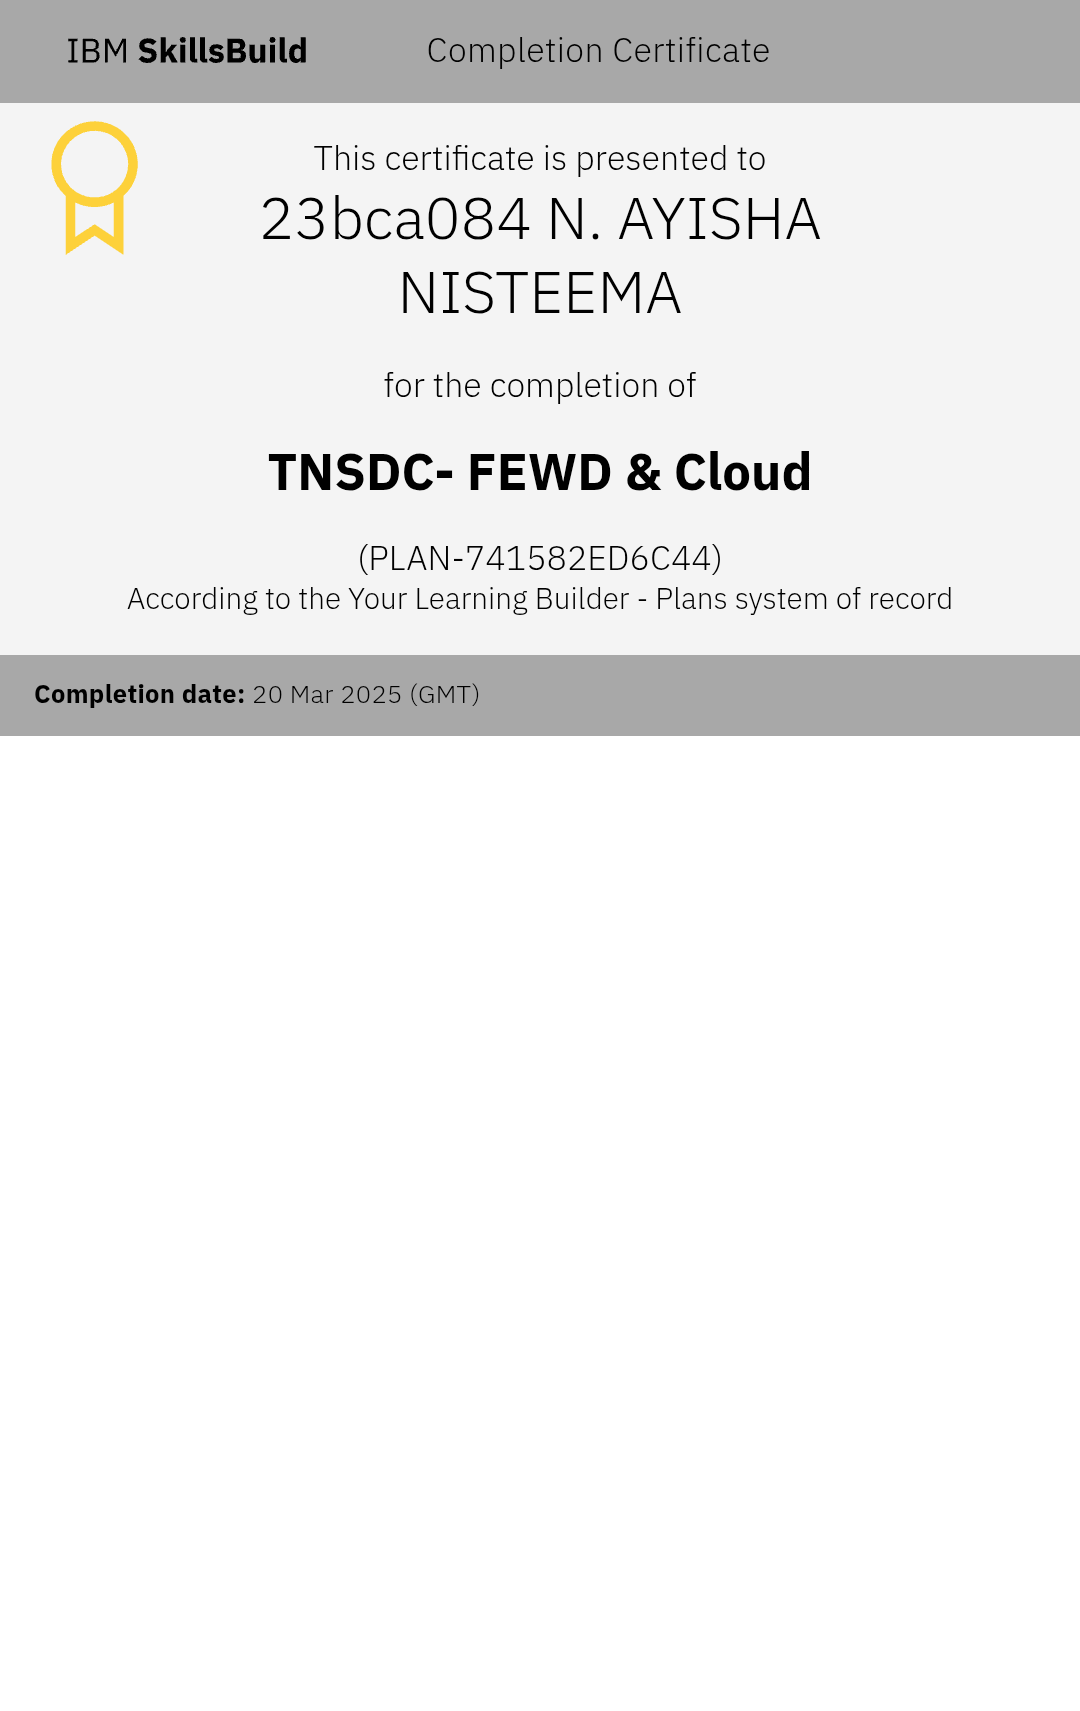 IBM SkillsBuild
Completion Certificate
This certificate is presented to
23bca084 N. AYISHA
NISTEEMA
for the completion of
TNSDC- FEWD & Cloud
(PLAN-741582ED6C44)
According to the Your Learning Builder - Plans system of record
Completion date: 20 Mar 2025 (GMT)